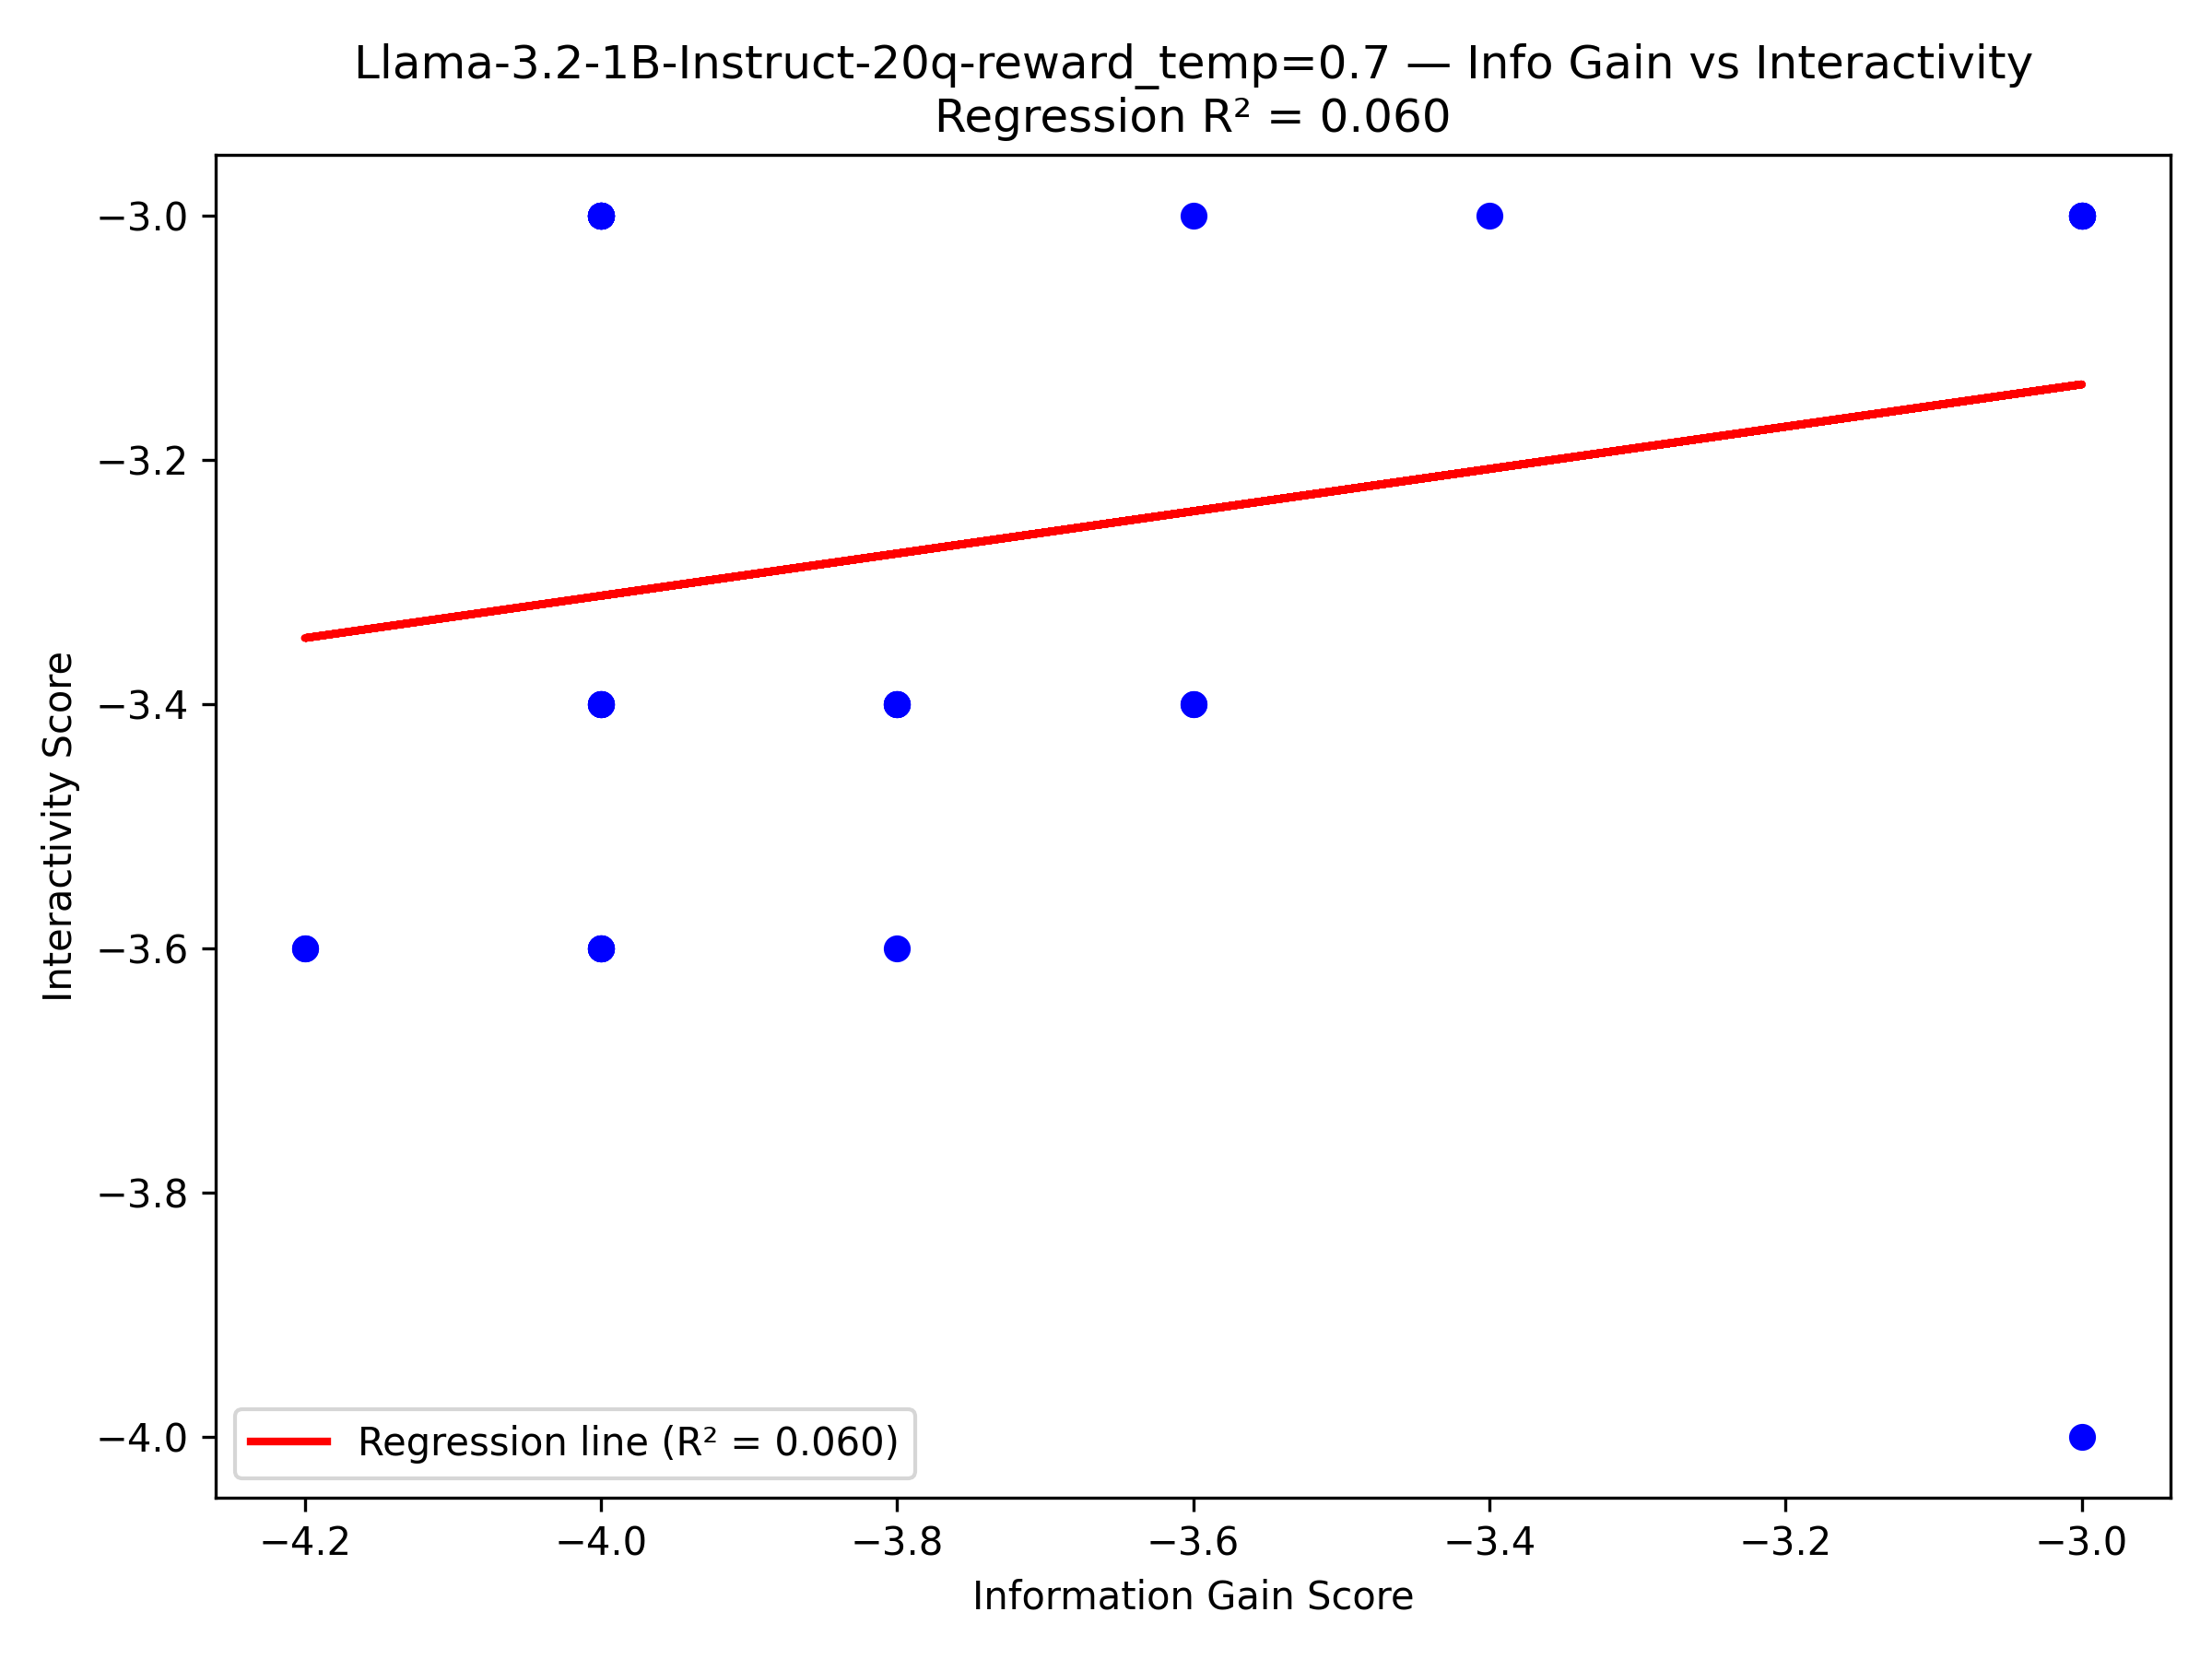 Llama-3.2-1B-Instruct-20q-reward_temp=0.7 — Info Gain vs Interactivity
Regression R² = 0.060
Interactivity Score
−3.0
−3.2
−3.4
−3.6
−3.8
−4.0
Regression line (R² = 0.060)
−4.2 −4.0 −3.8 −3.6 −3.4 −3.2 −3.0
Information Gain Score